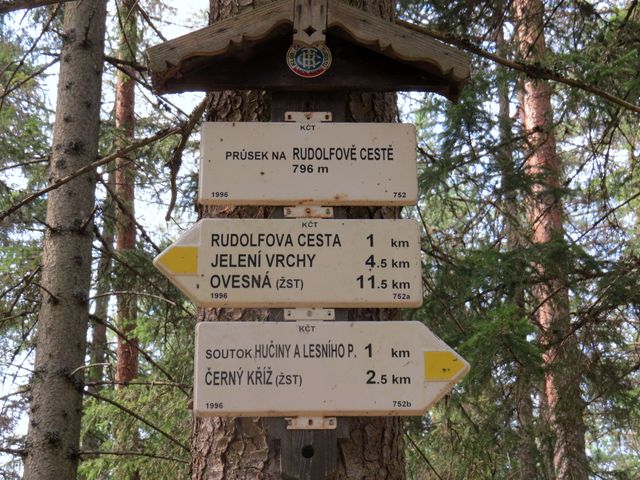 KČT
PRŮSEK NA RUDOLFOVĚ CESTĚ
796 m
1996 752
KČT
RUDOLFOVA CESTA 1 KM
JELENÍ VRCHY 4.5 KM
OVESNÁ (ŽST) 11.5 KM
1996 752a
KČT
SOUTOK HUČINY A LESNÍHO P. 1 KM
ČERNÝ KŘÍŽ (ŽST) 2.5 KM
1996 752b